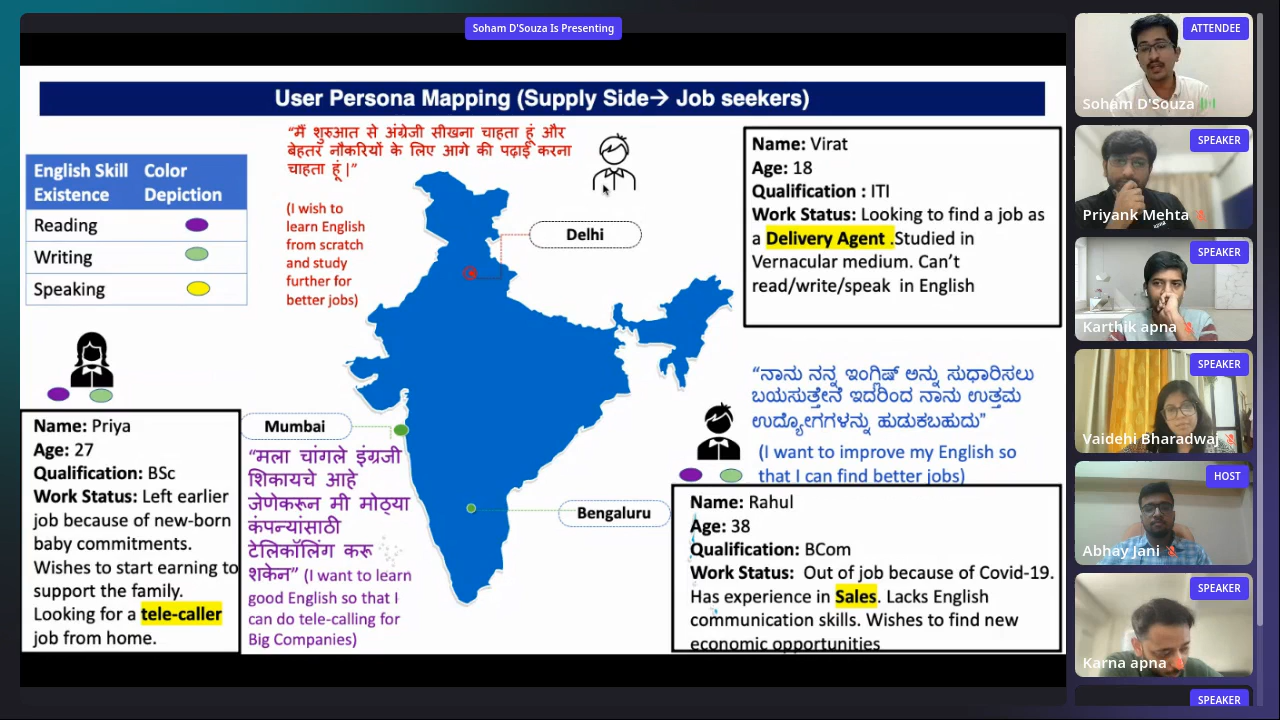 Soham D'Souza Is Presenting
User Persona Mapping (Supply Side→ Job seekers)
English Skill Existence
Color Depiction
Reading
Writing
Speaking
“मैं शुरुआत से अंग्रेजी सीखना चाहता हूं और
बेहतर नौकरियों के लिए आगे की पढ़ाई करना
चाहता हूं |”
(I wish to
learn English
from scratch
and study
further for
better jobs)
Delhi
Name: Virat
Age: 18
Qualification : ITI
Work Status: Looking to find a job as
a Delivery Agent .Studied in
Vernacular medium. Can’t
read/write/speak in English
Name: Priya
Age: 27
Qualification: BSc
Work Status: Left earlier
job because of new-born
baby commitments.
Wishes to start earning to
support the family.
Looking for a tele-caller
job from home.
Mumbai
“मला चांगले इंग्रजी
शिकायचे आहे
जेणेकरून मी मोठ्या
कंपन्यांसाठी
टेलिकॉलिंग करू
शकेन” (I want to learn
good English so that I
can do tele-calling for
Big Companies)
Bengaluru
“ನಾನು ನನ್ನ ಇಂಗ್ಲಿಷ್ ಅನ್ನು ಸುಧಾರಿಸಲು
ಬಯಸುತ್ತೇನೆ ಇದರಿಂದ ನಾನು ಉತ್ತಮ
ಉದ್ಯೋಗಗಳನ್ನು ಹುಡುಕಬಹುದು”
(I want to improve my English so
that I can find better jobs)
Name: Rahul
Age: 38
Qualification: BCom
Work Status: Out of job because of Covid-19.
Has experience in Sales. Lacks English
communication skills. Wishes to find new
economic opportunities
ATTENDEE
Soham D'Souza
SPEAKER
Priyank Mehta
SPEAKER
Karthik apna
SPEAKER
Vaidehi Bharadwaj
HOST
Abhay Jani
SPEAKER
Karna apna
SPEAKER